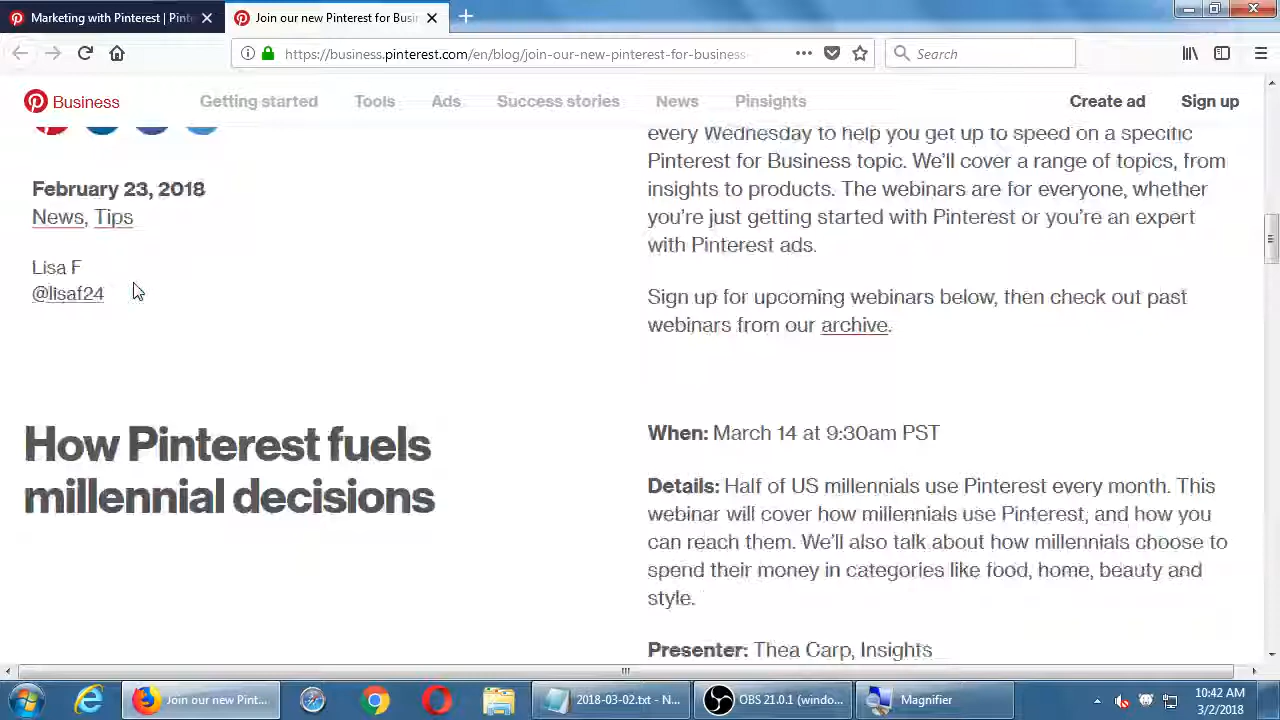 Marketing with Pinterest | Pinte
Join our new Pinterest for Busin
https://business.pinterest.com/en/blog/join-our-new-pinterest-for-business-
Search
Business
Getting started
Tools
Ads
Success stories
News
Pinsights
Create ad
Sign up
February 23, 2018
News, Tips
Lisa F
@lisaf24
every Wednesday to help you get up to speed on a specific
Pinterest for Business topic. We'll cover a range of topics, from
insights to products. The webinars are for everyone, whether
you're just getting started with Pinterest or you're an expert
with Pinterest ads.
Sign up for upcoming webinars below, then check out past
webinars from our archive.
How Pinterest fuels
millennial decisions
When: March 14 at 9:30am PST
Details: Half of US millennials use Pinterest every month. This
webinar will cover how millennials use Pinterest, and how you
can reach them. We'll also talk about how millennials choose to
spend their money in categories like food, home, beauty and
style.
Presenter: Thea Carp, Insights
Join our new Pint...
2018-03-02.txt - N...
OBS 21.0.1 (windo...
Magnifier
10:42 AM
3/2/2018